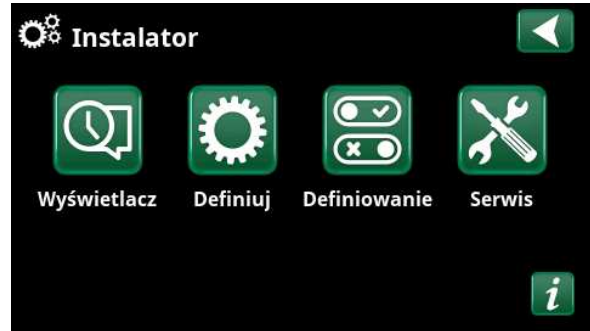 Instalator
Wyświetlacz
Definiuj
Definiowanie
Serwis
i